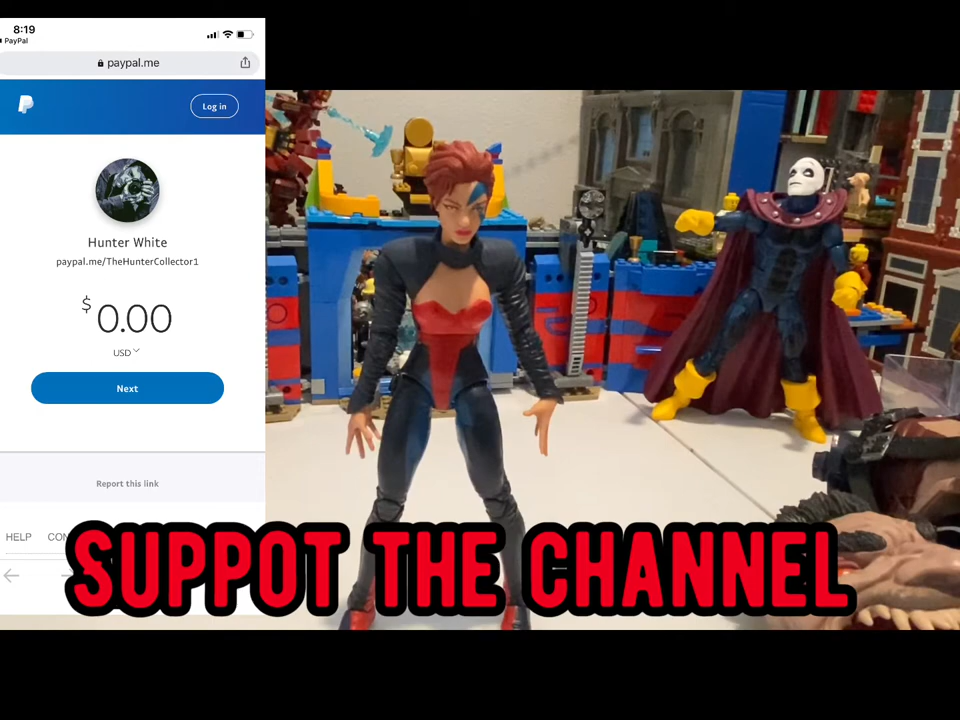 8:19
PayPal
paypal.me
Log in
Hunter White
paypal.me/TheHunterCollector1
$ 0.00
USD
Next
Report this link
HELP
SUPPOT THE CHANNEL